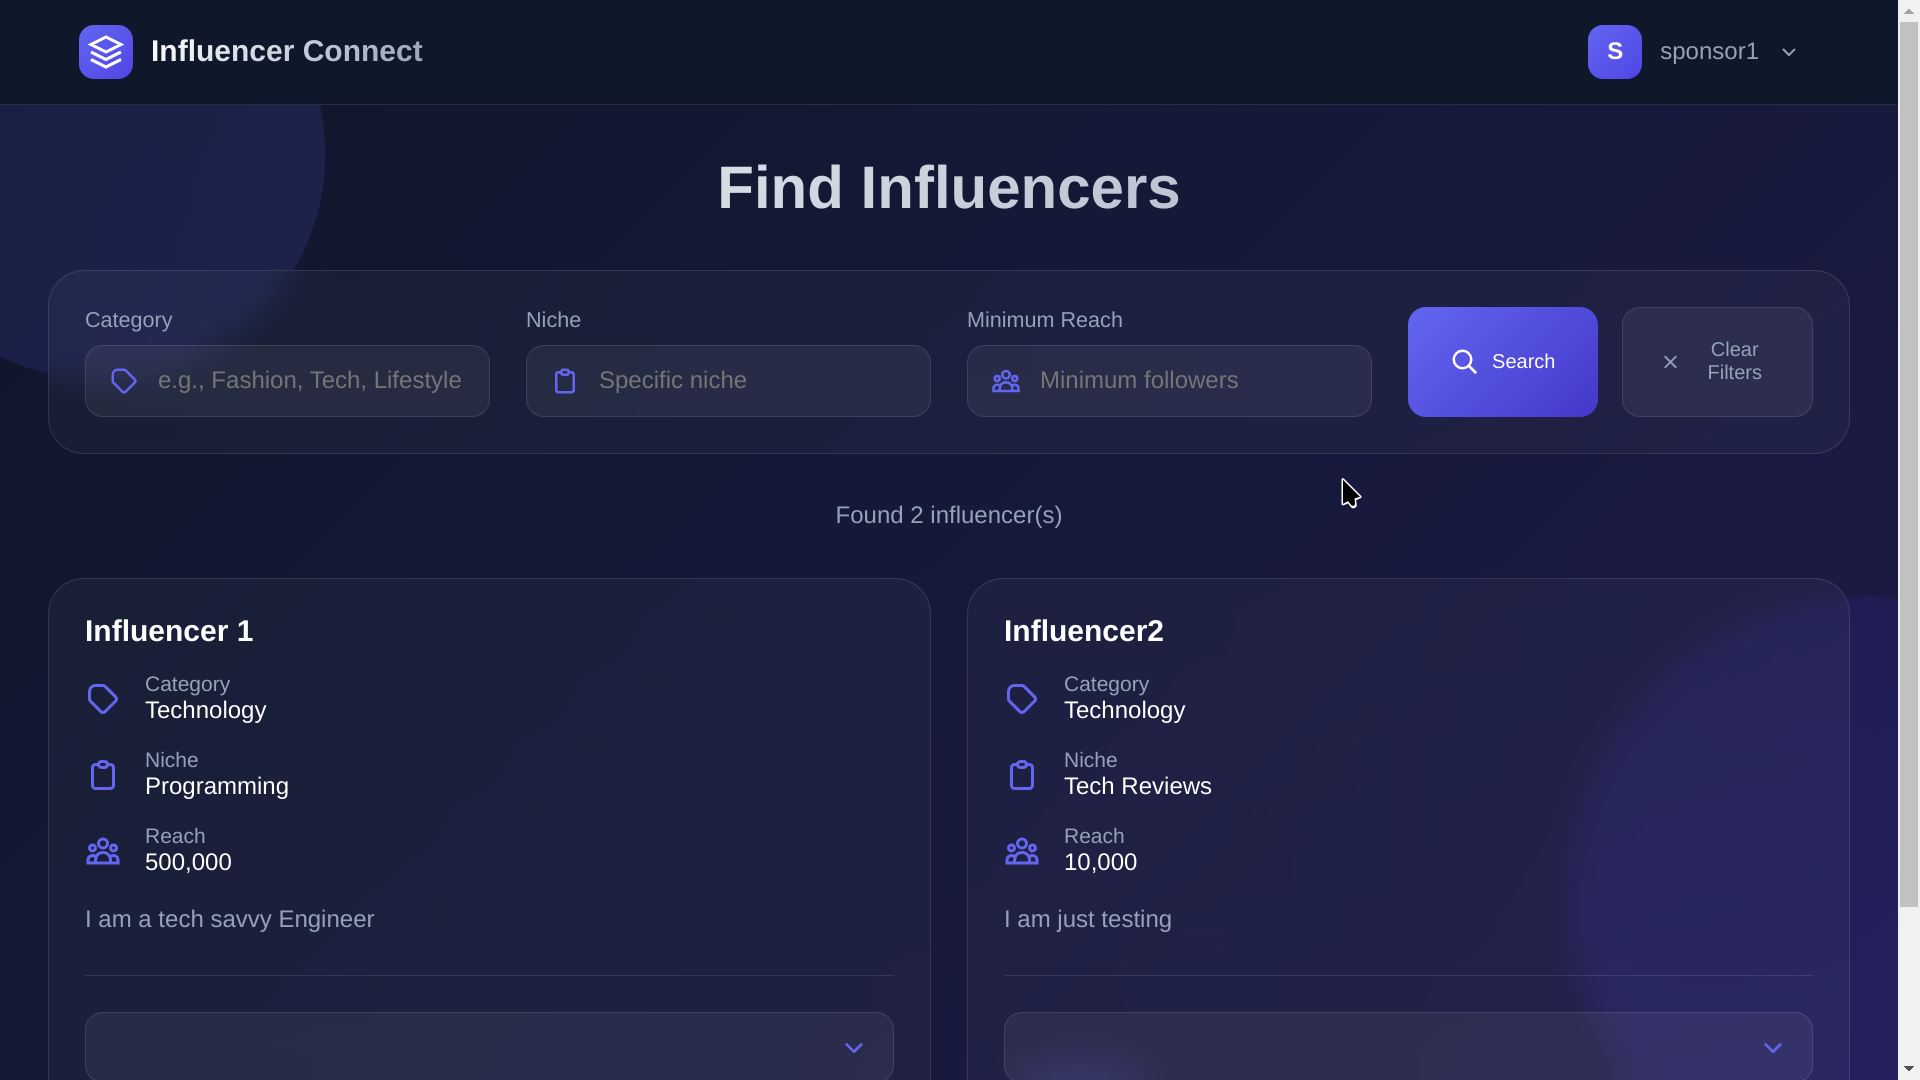 Influencer Connect
S sponsor1
Find Influencers
Category
e.g., Fashion, Tech, Lifestyle
Niche
Specific niche
Minimum Reach
Minimum followers
Search
Clear
Filters
Found 2 influencer(s)
Influencer 1
Category
Technology
Niche
Programming
Reach
500,000
I am a tech savvy Engineer
Influencer2
Category
Technology
Niche
Tech Reviews
Reach
10,000
I am just testing